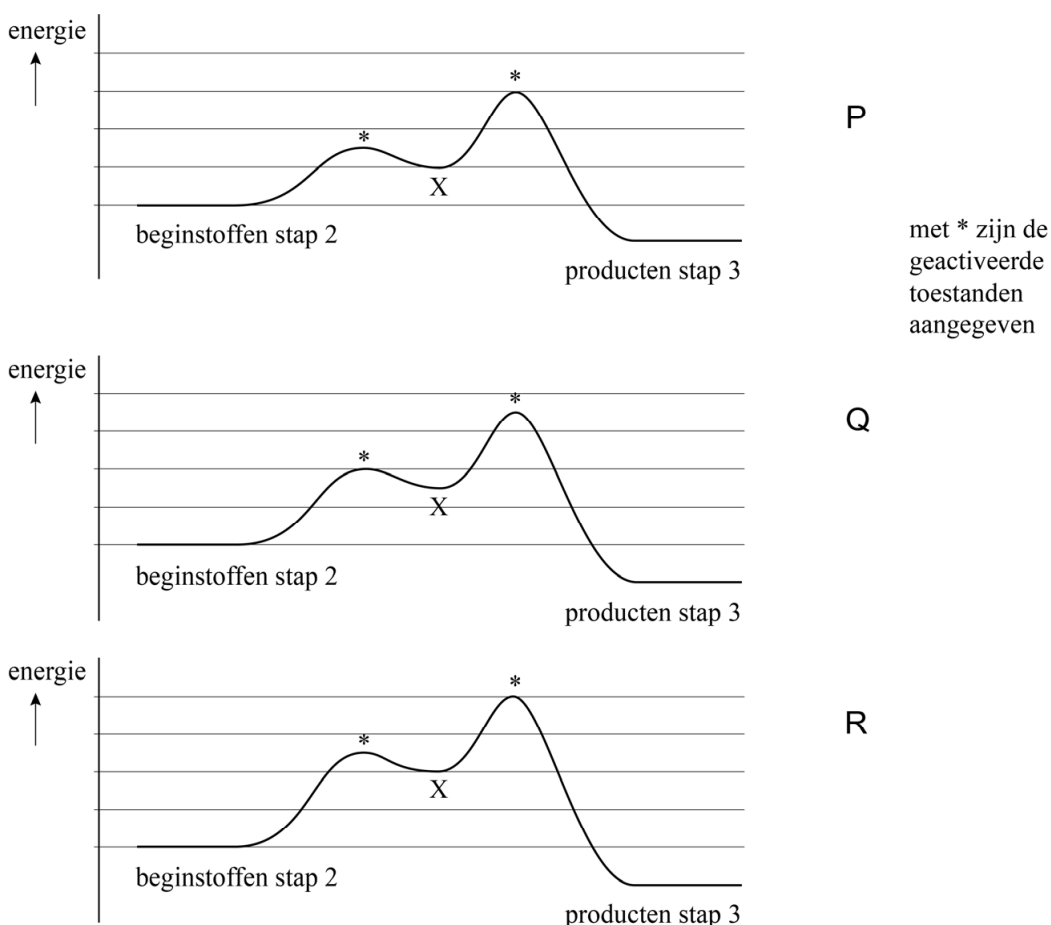 energie
*
*
X
beginstoffen stap 2
producten stap 3
P
met * zijn de
geactiveerde
toestanden
aangegeven
energie
*
*
X
beginstoffen stap 2
producten stap 3
Q
energie
*
*
X
beginstoffen stap 2
producten stap 3
R